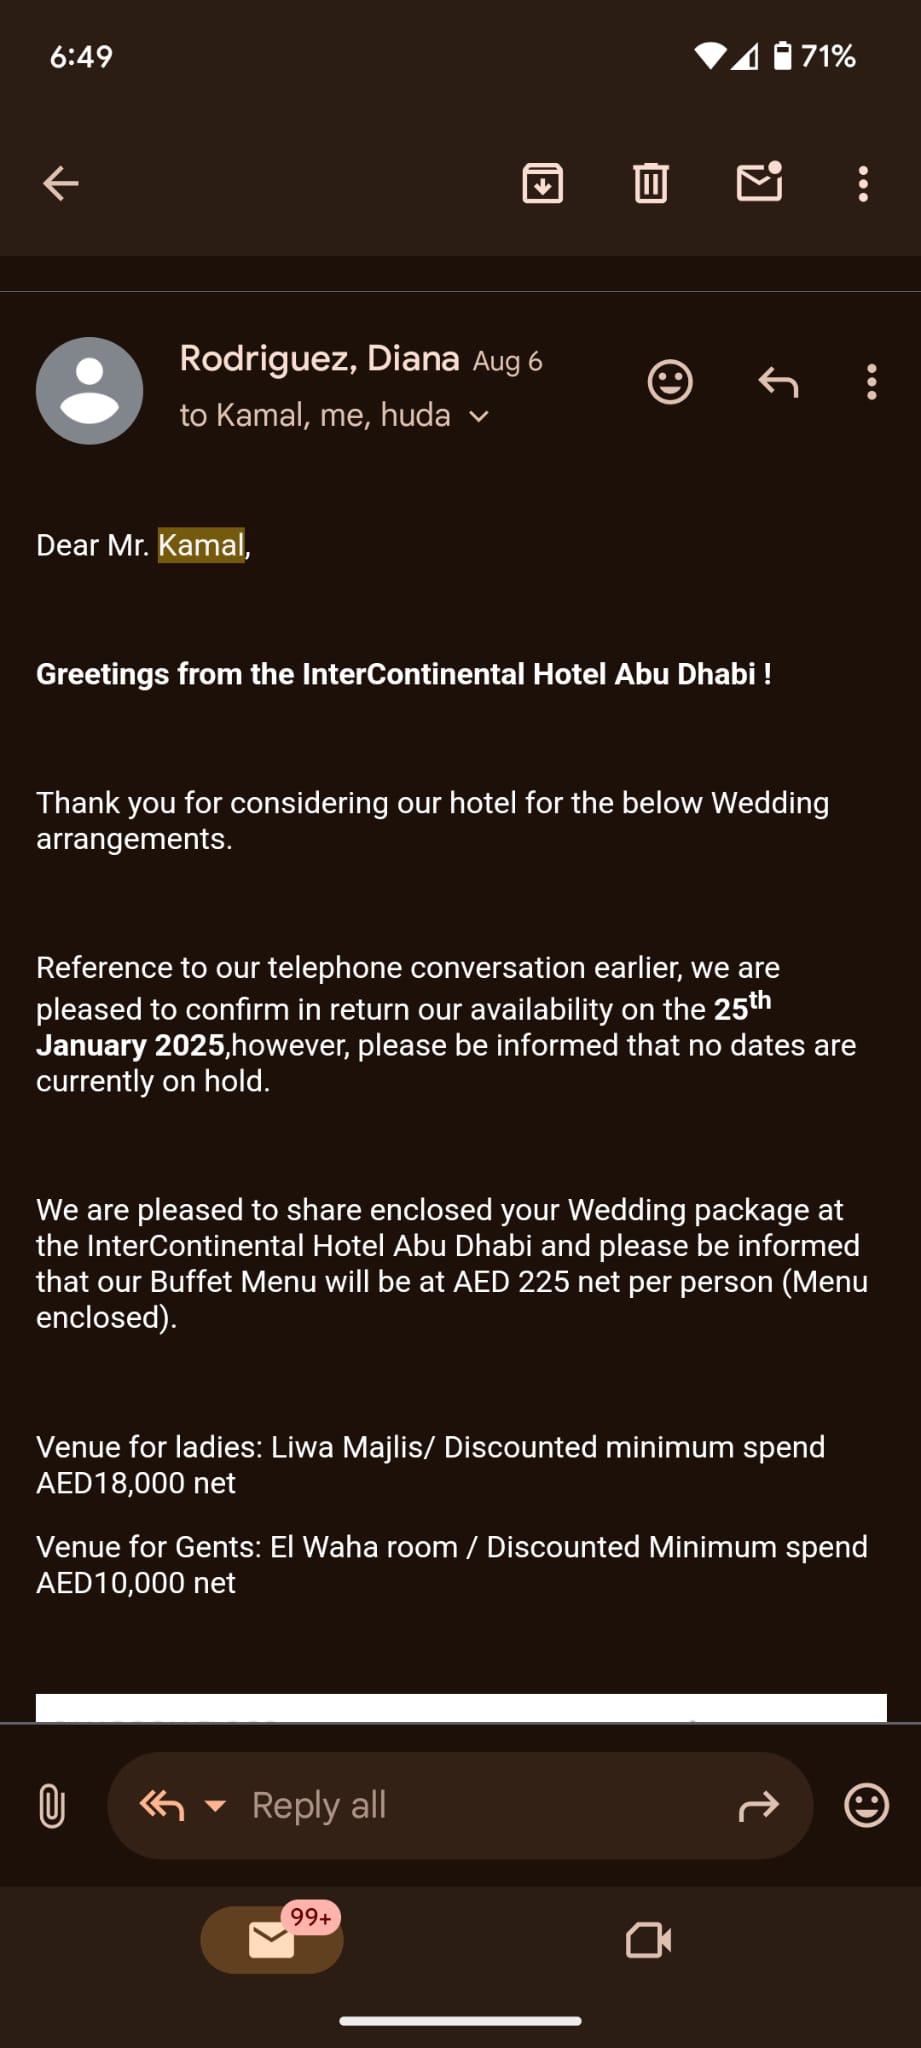 6:49
71%
Rodriguez, Diana Aug 6
to Kamal, me, huda
Dear Mr. Kamal,
Greetings from the InterContinental Hotel Abu Dhabi !
Thank you for considering our hotel for the below Wedding
arrangements.
Reference to our telephone conversation earlier, we are
pleased to confirm in return our availability on the 25th
January 2025,however, please be informed that no dates are
currently on hold.
We are pleased to share enclosed your Wedding package at
the InterContinental Hotel Abu Dhabi and please be informed
that our Buffet Menu will be at AED 225 net per person (Menu
enclosed).
Venue for ladies: Liwa Majlis/ Discounted minimum spend
AED18,000 net
Venue for Gents: El Waha room / Discounted Minimum spend
AED10,000 net
Reply all
99+